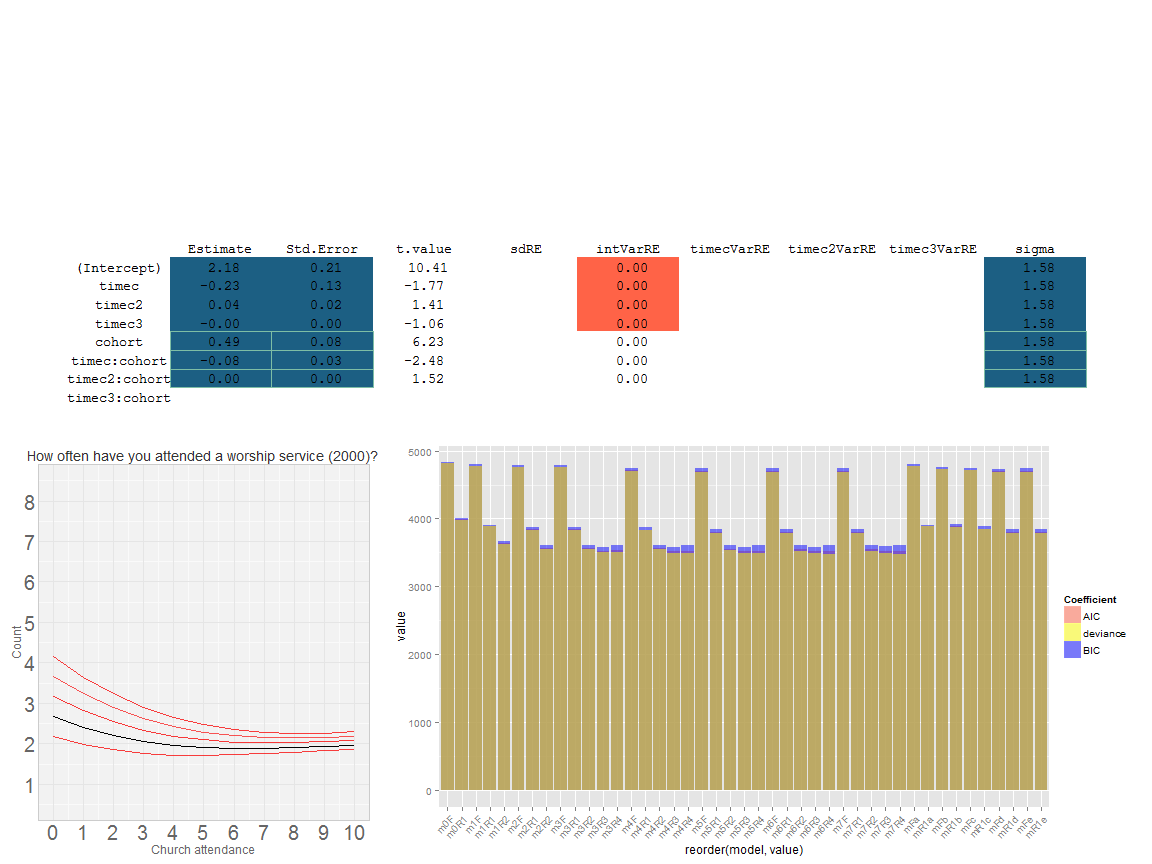 Estimate Std.Error t.value sdRE intVarRE timecVarRE timec2VarRE timec3VarRE sigma
(Intercept) 2.18 0.21 10.41 0.00 1.58
timec −0.23 0.13 −1.77 0.00 1.58
timec2 0.04 0.02 1.41 0.00 1.58
timec3 −0.00 0.00 −1.06 0.00 1.58
cohort 0.49 0.08 6.23 0.00 1.58
timec:cohort −0.08 0.03 −2.48 0.00 1.58
timec2:cohort 0.00 0.00 1.52 0.00 1.58
timec3:cohort
How often have you attended a worship service (2000)?
8
7
6
5
4
3
2
1
Count
0 1 2 3 4 5 6 7 8 9 10
Church attendance
5000
4000
3000
2000
1000
0
value
m0F m0R1 m1F m1R1 m1R2 m2F m2R1 m2R2 m3F m3R1 m3R2 m3R3 m3R4 m4F m4R1 m4R2 m4R3 m4R4 m5F m5R1 m5R2 m5R3 m5R4 m6F m6R1 m6R2 m6R3 m6R4 m7F m7R1 m7R2 m7R3 m7R4 mFa mR1a mFb mR1b mFc mR1c mFd mR1d mFe mR1e
reorder(model, value)
Coefficient
AIC
deviance
BIC